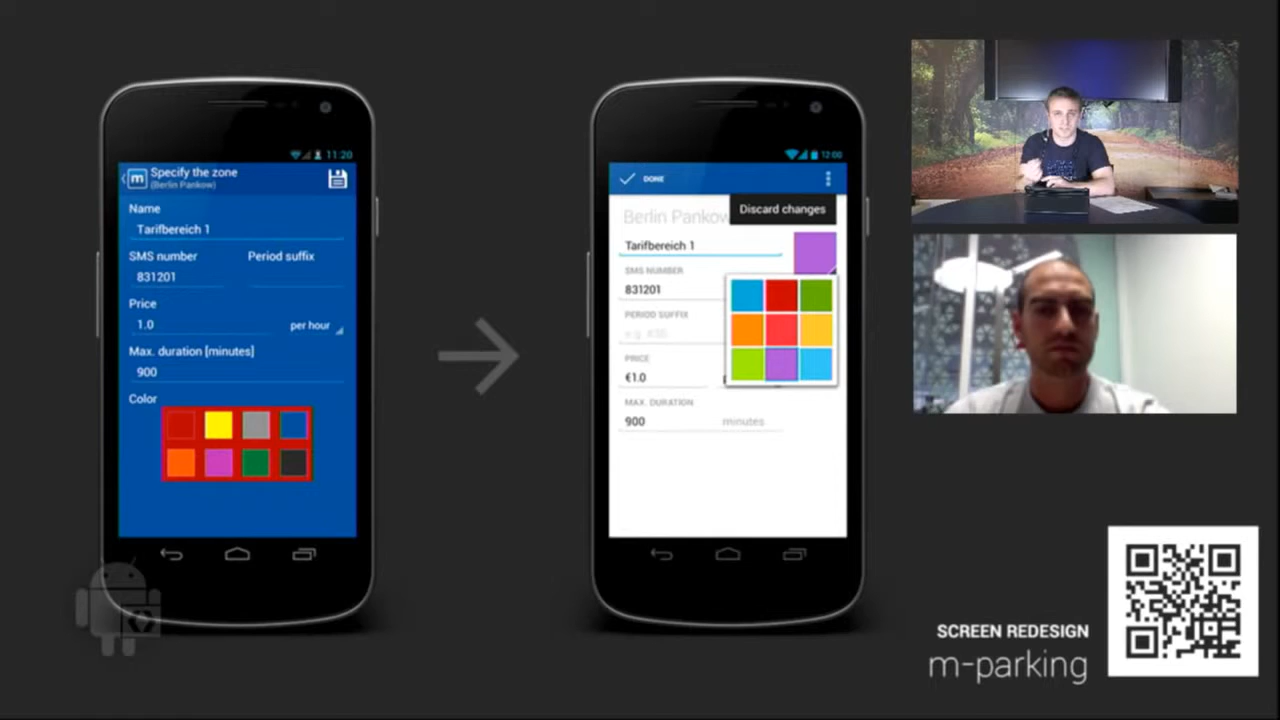 11:20
m
Specify the zone
(Berlin Pankow)
Name
Tarifbereich 1
SMS number
Period suffix
831201
Price
1.0
per hour
Max. duration [minutes]
900
Color
12:00
DONE
Berlin Pankow
Discard changes
Tarifbereich 1
SMS NUMBER
831201
PERIOD SUFFIX
e.g. #30
PRICE
€1.0
MAX. DURATION
900
minutes
SCREEN REDESIGN
m-parking